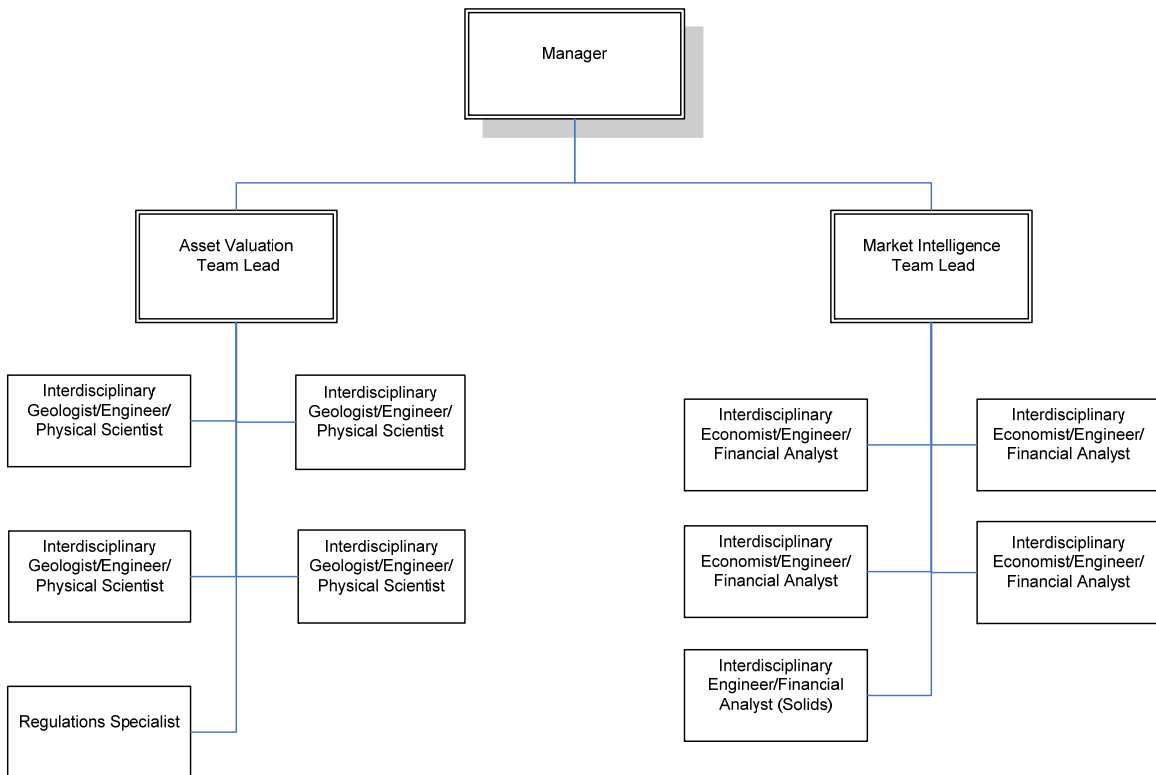 Manager
Asset Valuation
Team Lead
Market Intelligence
Team Lead
Interdisciplinary
Geologist/Engineer/
Physical Scientist
Interdisciplinary
Geologist/Engineer/
Physical Scientist
Interdisciplinary
Geologist/Engineer/
Physical Scientist
Interdisciplinary
Geologist/Engineer/
Physical Scientist
Regulations Specialist
Interdisciplinary
Economist/Engineer/
Financial Analyst
Interdisciplinary
Economist/Engineer/
Financial Analyst
Interdisciplinary
Economist/Engineer/
Financial Analyst
Interdisciplinary
Economist/Engineer/
Financial Analyst
Interdisciplinary
Engineer/Financial
Analyst (Solids)